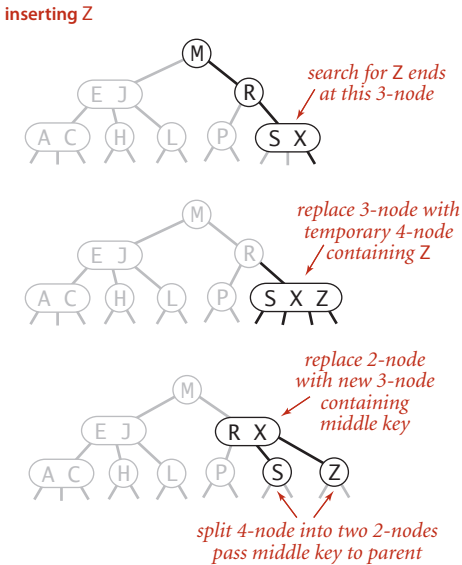 inserting Z
M
search for Z ends
at this 3-node
E J R
A C H L P S X
replace 3-node with
temporary 4-node
containing Z
M
E J R
A C H L P S X Z
replace 2-node
with new 3-node
containing
middle key
M
E J R X
A C H L P S Z
split 4-node into two 2-nodes
pass middle key to parent